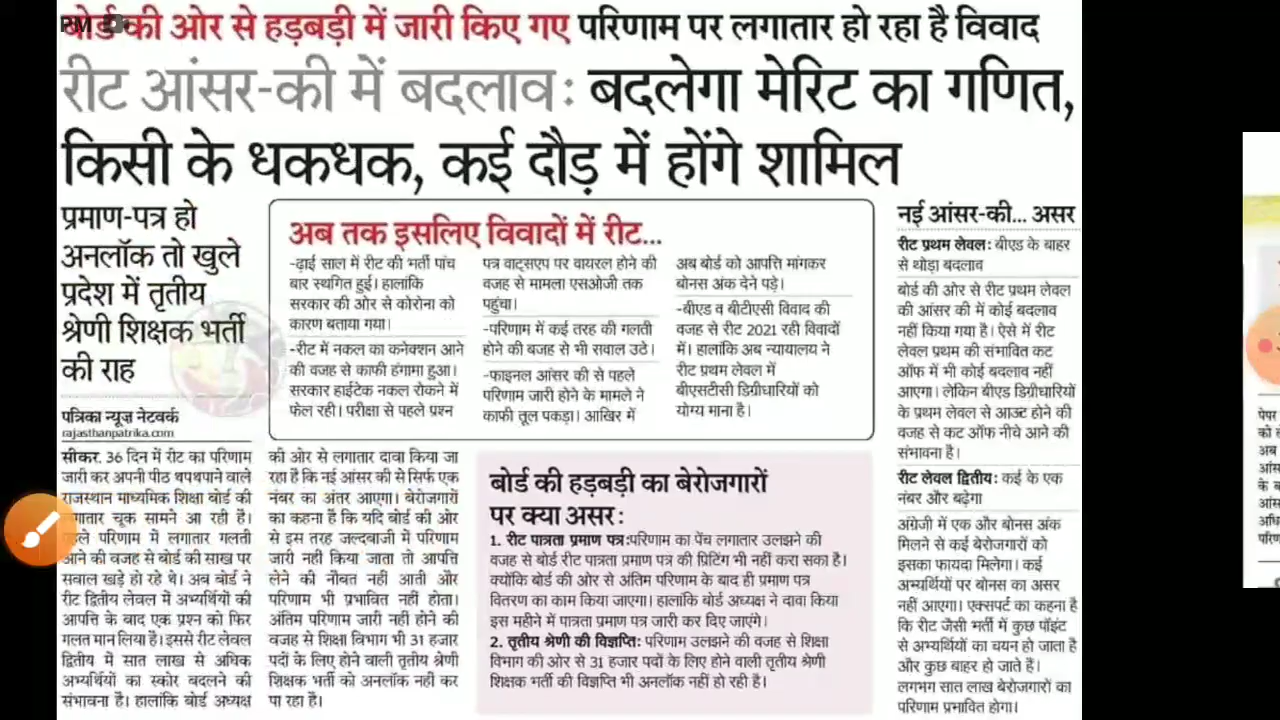 PM
बोर्ड की ओर से हड़बड़ी में जारी किए गए परिणाम पर लगातार हो रहा है विवाद
रीट आंसर-की में बदलाव: बदलेगा मेरिट का गणित,
किसी के धकधक, कई दौड़ में होंगे शामिल
प्रमाण-पत्र हो
अनलॉक तो खुले
प्रदेश में तृतीय
श्रेणी शिक्षक भर्ती
की राह
पत्रिका न्यूज़ नेटवर्क
rajasthanpatrika.com
सीकर. 36 दिन में रीट का परिणाम
जारी कर अपनी पीठ थपथपाने वाले
राजस्थान माध्यमिक शिक्षा बोर्ड की
लगातार चूक सामने आ रही है।
पहले परिणाम में लगातार गलती
आने की वजह से बोर्ड की साख पर
सवाल खड़े हो रहे थे। अब बोर्ड ने
रीट द्वितीय लेवल में अभ्यर्थियों की
आपत्ति के बाद एक प्रश्न को फिर
गलत मान लिया है। इससे रीट लेवल
द्वितीय में सात लाख से अधिक
अभ्यर्थियों का स्कोर बदलने की
संभावना है। हालांकि बोर्ड अध्यक्ष
की ओर से लगातार दावा किया जा
रहा है कि नई आंसर की से सिर्फ एक
नंबर का अंतर आएगा। बेरोजगारों
का कहना है कि यदि बोर्ड की ओर
से इस तरह जल्दबाजी में परिणाम
जारी नहीं किया जाता तो आपत्ति
लेने की नौबत नहीं आती और
परिणाम भी प्रभावित नहीं होता।
अंतिम परिणाम जारी नहीं होने की
वजह से शिक्षा विभाग भी 31 हजार
पदों के लिए होने वाली तृतीय श्रेणी
शिक्षक भर्ती को अनलॉक नहीं कर
पा रहा है।
अब तक इसलिए विवादों में रीट...
-ढ़ाई साल में रीट की भर्ती पांच
बार स्थगित हुई। हालांकि
सरकार की ओर से कोरोना को
कारण बताया गया।
-रीट में नकल का कनेक्शन आने
की वजह से काफी हंगामा हुआ।
सरकार हाईटेक नकल रोकने में
फेल रही। परीक्षा से पहले प्रश्न
पत्र वाट्सएप पर वायरल होने की
वजह से मामला एसओजी तक
पहुंचा।
-परिणाम में कई तरह की गलती
होने की बजह से भी सवाल उठे।
-फाइनल आंसर की से पहले
परिणाम जारी होने के मामले ने
काफी तूल पकड़ा। आखिर में
अब बोर्ड को आपत्ति मांगकर
बोनस अंक देने पड़े।
-बीएड व बीटीएसी विवाद की
वजह से रीट 2021 रही विवादों
में। हालांकि अब न्यायालय ने
रीट प्रथम लेवल में
बीएसटीसी डिग्रीधारियों को
योग्य माना है।
बोर्ड की हड़बड़ी का बेरोजगारों
पर क्या असर:
1. रीट पात्रता प्रमाण पत्र:परिणाम का पेंच लगातार उलझने की
वजह से बोर्ड रीट पात्रता प्रमाण पत्र की प्रिटिंग भी नहीं करा सका है।
क्योंकि बोर्ड की ओर से अंतिम परिणाम के बाद ही प्रमाण पत्र
वितरण का काम किया जाएगा। हालांकि बोर्ड अध्यक्ष ने दावा किया
इस महीने में पात्रता प्रमाण पत्र जारी कर दिए जाएंगे।
2. तृतीय श्रेणी की विज्ञप्ति: परिणाम उलझने की वजह से शिक्षा
विभाग की ओर से 31 हजार पदों के लिए होने वाली तृतीय श्रेणी
शिक्षक भर्ती की विज्ञप्ति भी अनलॉक नहीं हो रही है।
नई आंसर-की... असर
रीट प्रथम लेवल: बीएड के बाहर
से थोड़ा बदलाव
बोर्ड की ओर से रीट प्रथम लेवल
की आंसर की में कोई बदलाव
नहीं किया गया है। ऐसे में रीट
लेवल प्रथम की संभावित कट
ऑफ में भी कोई बदलाव नहीं
आएगा। लेकिन बीएड डिग्रीधारियों
के प्रथम लेवल से आउट होने की
वजह से कट ऑफ नीचे आने की
संभावना है।
रीट लेवल द्वितीय: कई के एक
नंबर और बढ़ेगा
अंग्रेजी में एक और बोनस अंक
मिलने से कई बेरोजगारों को
इसका फायदा मिलेगा। कई
अभ्यर्थियों पर बोनस का असर
नहीं आएगा। एक्सपर्ट का कहना है
कि रीट जैसी भर्ती में कुछ पॉइंट
से अभ्यर्थियों का चयन हो जाता है
और कुछ बाहर हो जाते हैं।
लगभग सात लाख बेरोजगारों का
परिणाम प्रभावित होगा।
पेपर
अब